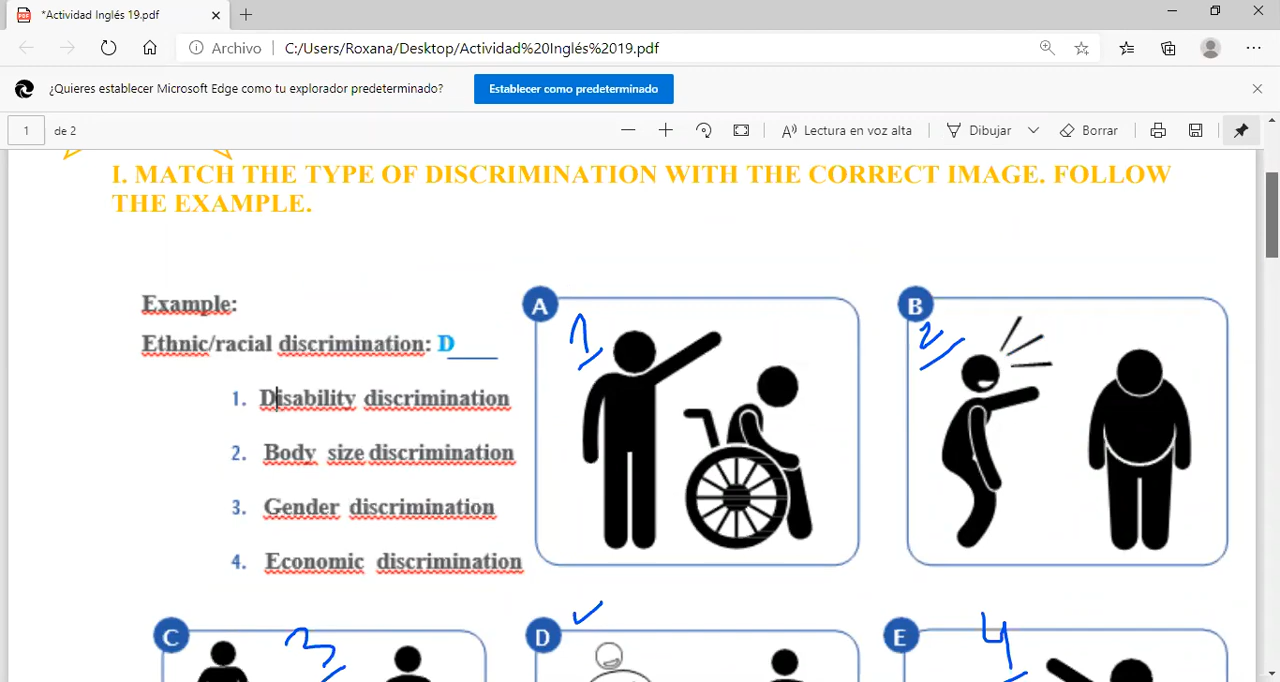 *Actividad Inglés 19.pdf
Archivo C:/Users/Roxana/Desktop/Actividad%20Inglés%2019.pdf
¿Quieres establecer Microsoft Edge como tu explorador predeterminado? Establecer como predeterminado
1 de 2 Lectura en voz alta Dibujar Borrar
I. MATCH THE TYPE OF DISCRIMINATION WITH THE CORRECT IMAGE. FOLLOW
THE EXAMPLE.
Example:
Ethnic/racial discrimination: D
1. Disability discrimination
2. Body size discrimination
3. Gender discrimination
4. Economic discrimination
A
1
B
2
C
3
D
E
4